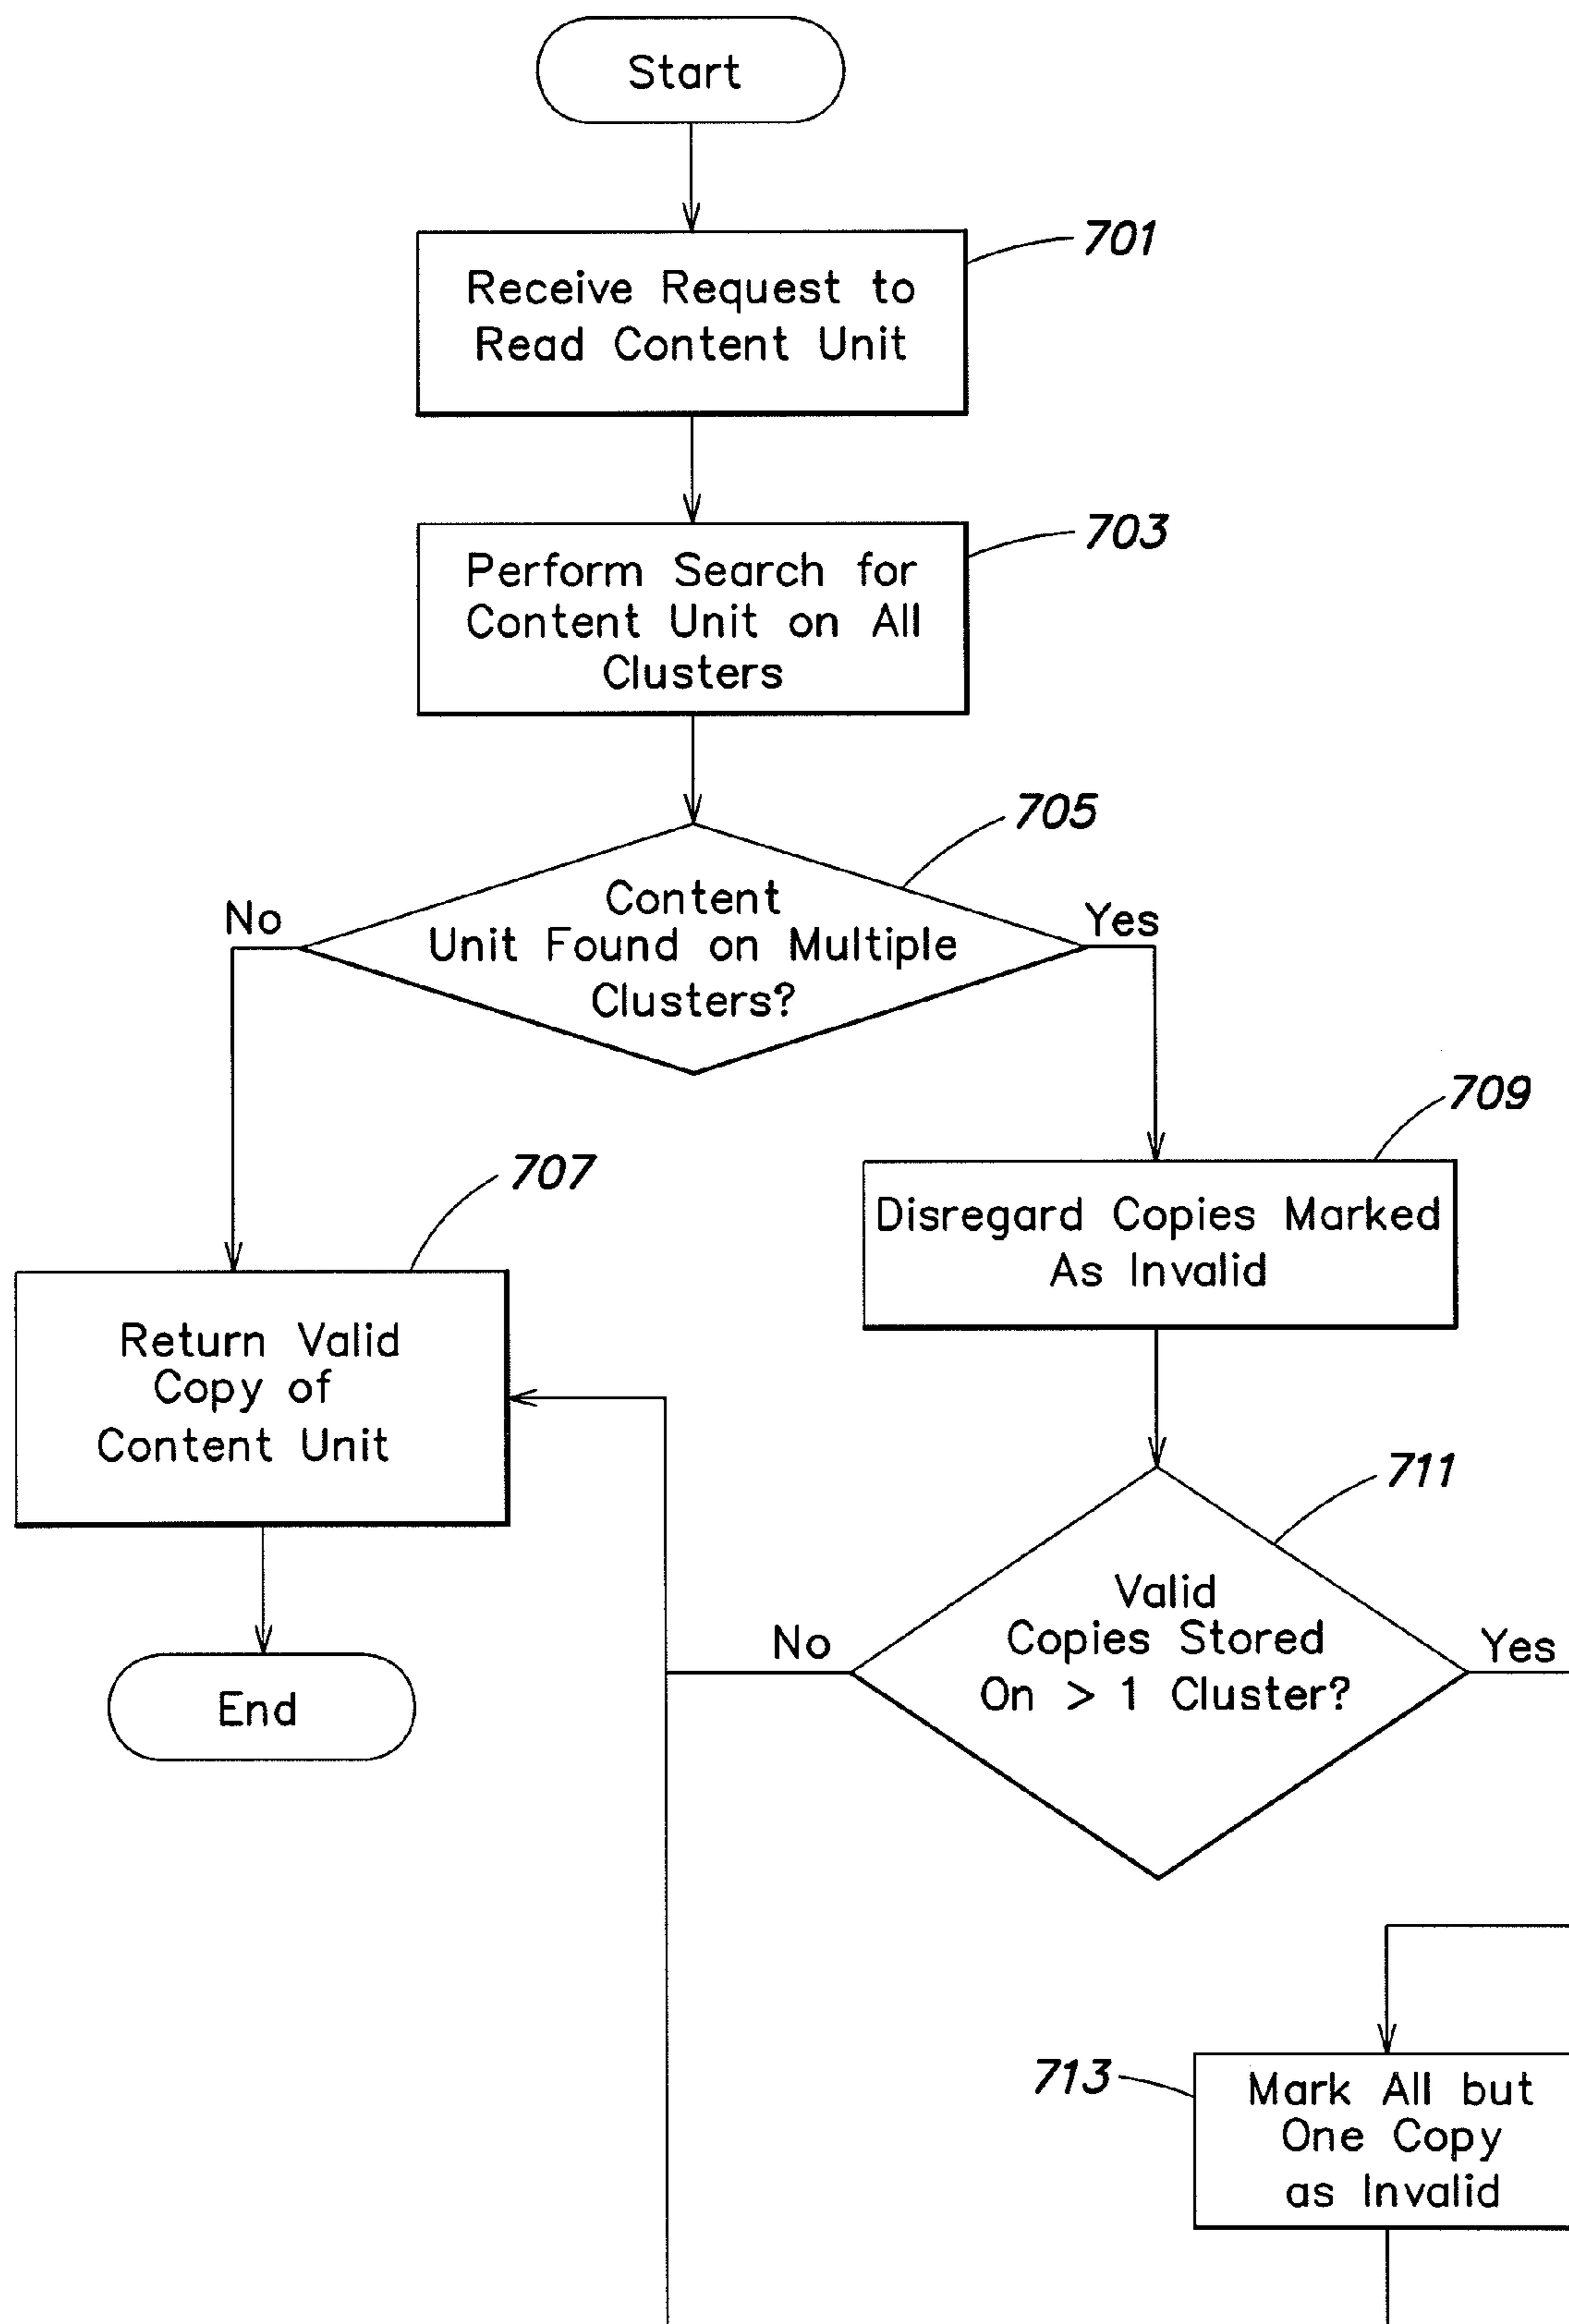 Start
701
Receive Request to
Read Content Unit
703
Perform Search for
Content Unit on All
Clusters
705
No
Content
Unit Found on Multiple
Clusters?
Yes
709
Disregard Copies Marked
As Invalid
707
Return Valid
Copy of
Content Unit
711
Valid
Copies Stored
On > 1 Cluster?
No
Yes
End
713
Mark All but
One Copy
as Invalid